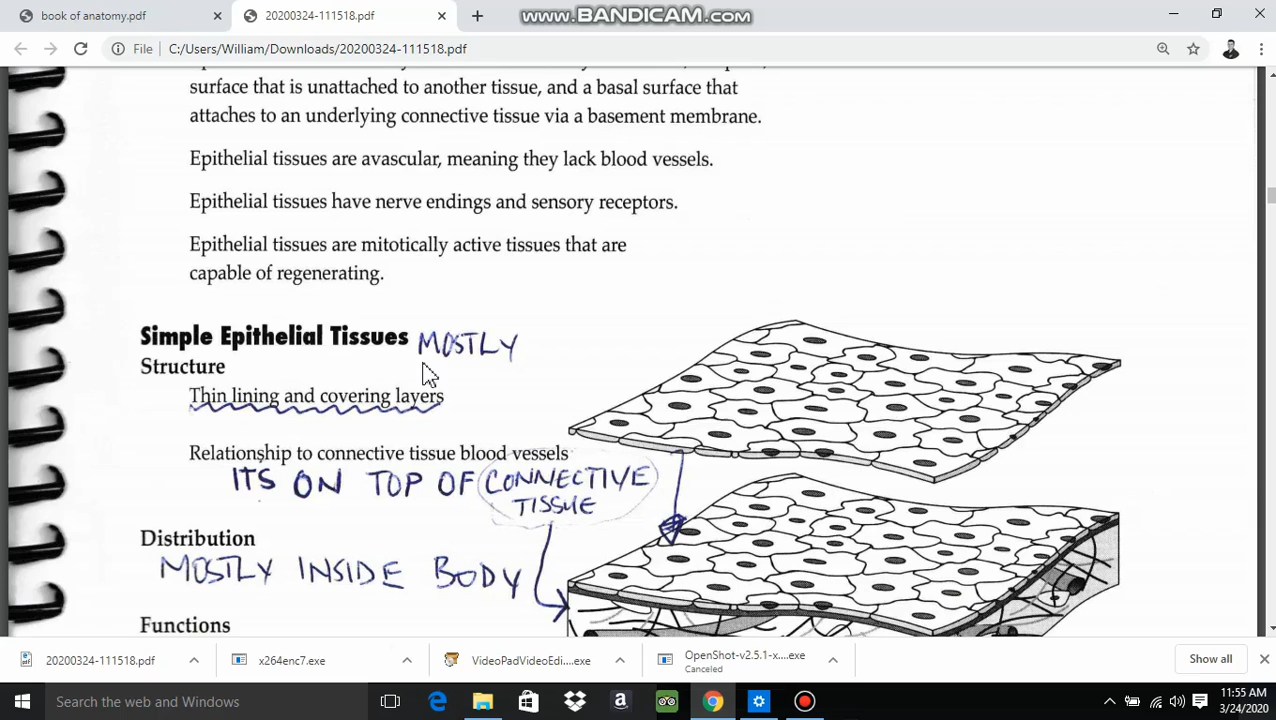 book of anatomy.pdf
20200324-111518.pdf
www.BANDICAM.com
File
C:/Users/William/Downloads/20200324-111518.pdf
surface that is unattached to another tissue, and a basal surface that
attaches to an underlying connective tissue via a basement membrane.
Epithelial tissues are avascular, meaning they lack blood vessels.
Epithelial tissues have nerve endings and sensory receptors.
Epithelial tissues are mitotically active tissues that are
capable of regenerating.
Simple Epithelial Tissues MOSTLY
Structure
Thin lining and covering layers
Relationship to connective tissue blood vessels
ITS ON TOP OF CONNECTIVE
TISSUE
Distribution
MOSTLY INSIDE BODY
Functions
20200324-111518.pdf
x264enc7.exe
VideoPadVideoEdi....exe
OpenShot-v2.5.1-x....exe
Canceled
Show all
Search the web and Windows
11:55 AM
3/24/2020